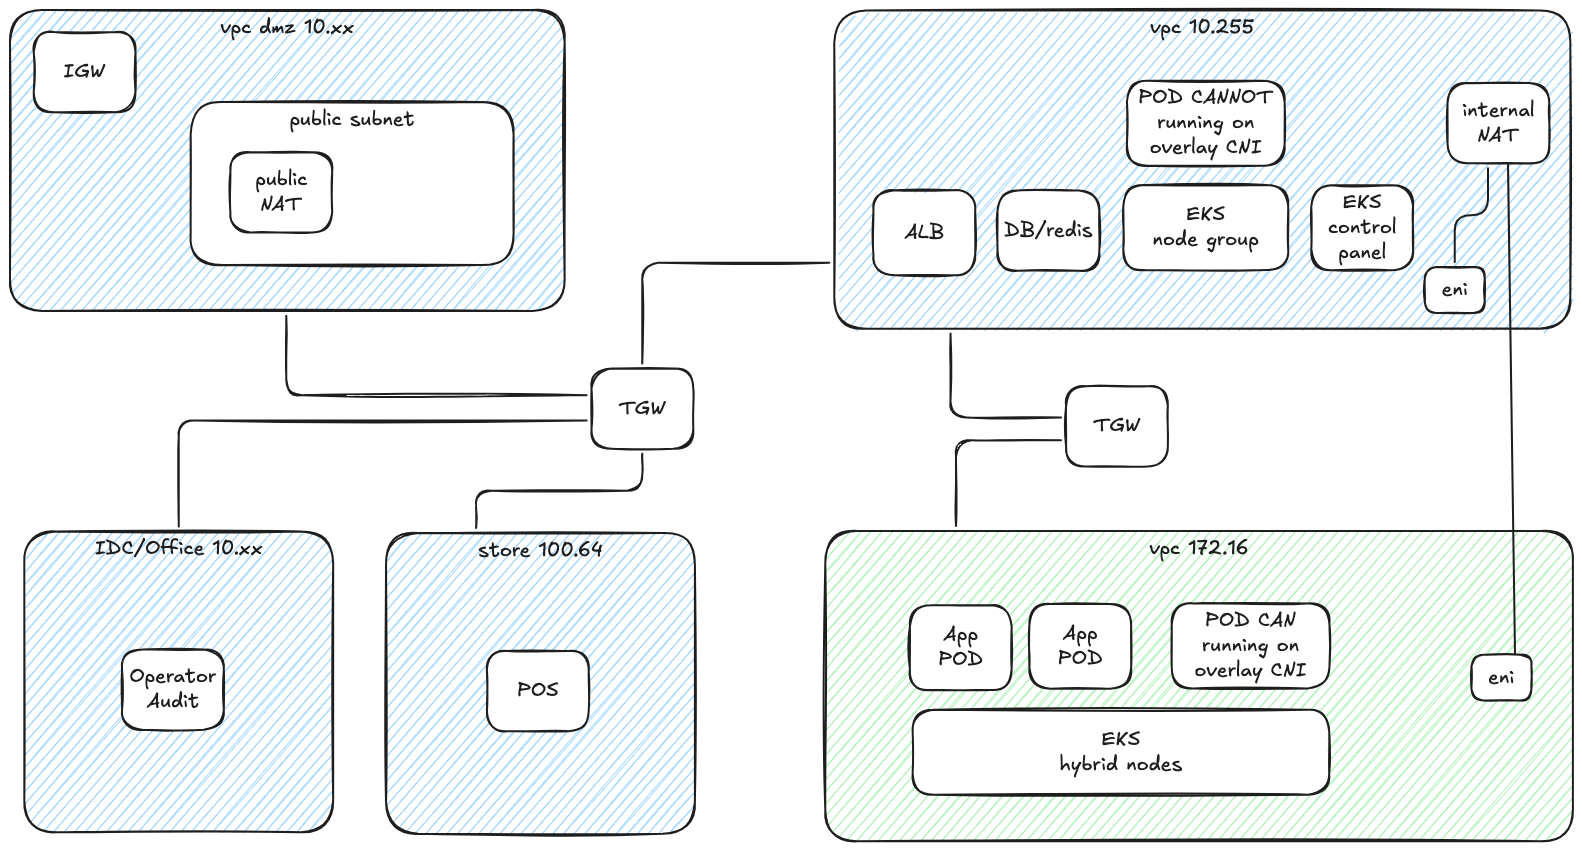 vpc dmz 10.xx
IGW
public subnet
public
NAT
vpc 10.255
POD CANNOT
running on
overlay CNI
internal
NAT
ALB
DB/redis
EKS
node group
EKS
control
panel
eni
TGW
TGW
IDC/Office 10.xx
Operator
Audit
store 100.64
POS
vpc 172.16
App
POD
App
POD
POD CAN
running on
overlay CNI
eni
EKS
hybrid nodes